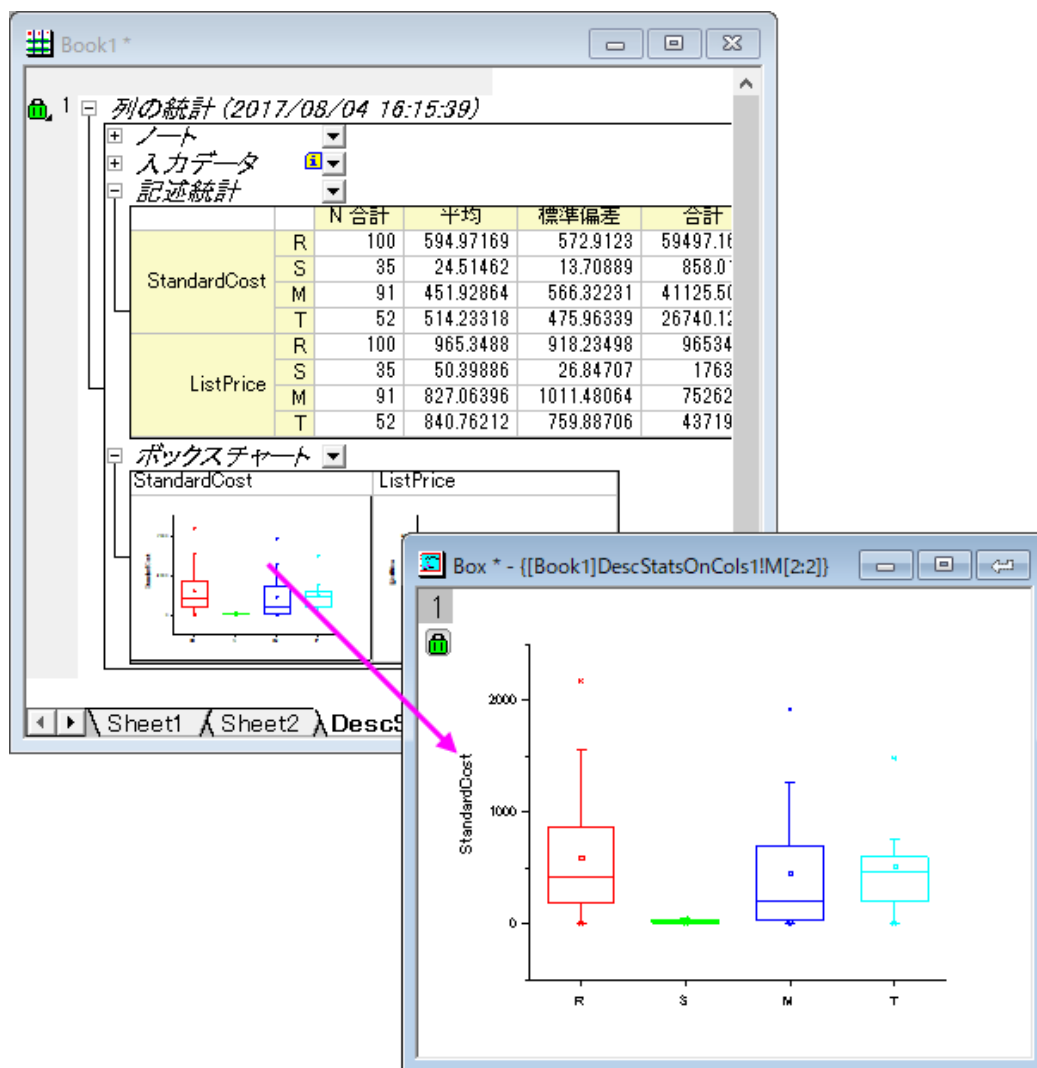 Book1 *
1 列の統計 (2017/08/04 16:15:39)
ノート
入力データ
記述統計
N 合計 平均 標準偏差 合計
StandardCost
R 100 594.97169 572.9123 59497.16
S 35 24.51462 13.70889 858.0
M 91 451.92864 566.32231 41125.50
T 52 514.23318 475.96339 26740.12
ListPrice
R 100 965.3488 918.23498 96534
S 35 50.39886 26.84707 1763
M 91 827.06396 1011.48064 75262
T 52 840.76212 759.88706 43719
ボックスチャート
StandardCost ListPrice
Sheet1 Sheet2 DescS
Box * - {[Book1]DescStatsOnCols1!M[2:2]}
1
2000
1000
0
StandardCost
R S M T